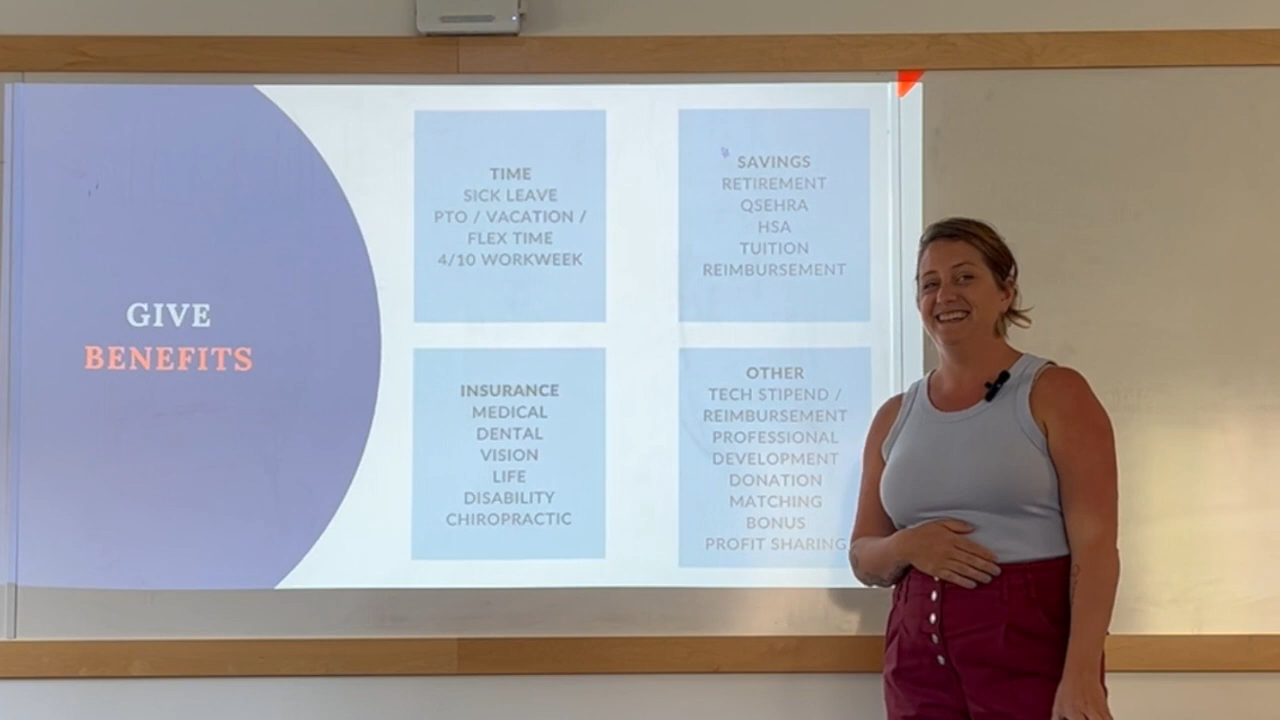 GIVE
BENEFITS
TIME
SICK LEAVE
PTO / VACATION /
FLEX TIME
4/10 WORKWEEK
SAVINGS
RETIREMENT
QSEHRA
HSA
TUITION
REIMBURSEMENT
INSURANCE
MEDICAL
DENTAL
VISION
LIFE
DISABILITY
CHIROPRACTIC
OTHER
TECH STIPEND /
REIMBURSEMENT
PROFESSIONAL
DEVELOPMENT
DONATION
MATCHING
BONUS
PROFIT SHARING